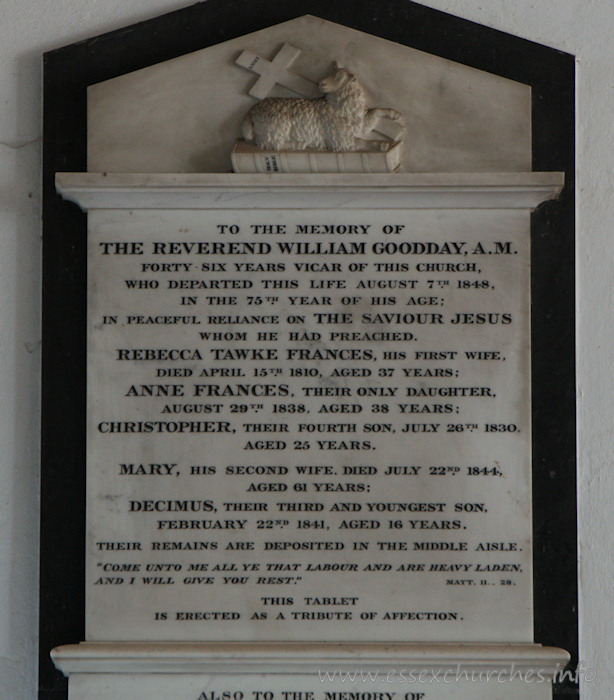 HOLY BIBLE
TO THE MEMORY OF
THE REVEREND WILLIAM GOODDAY, A.M.
FORTY SIX YEARS VICAR OF THIS CHURCH,
WHO DEPARTED THIS LIFE AUGUST 7TH 1848,
IN THE 75TH YEAR OF HIS AGE;
IN PEACEFUL RELIANCE ON THE SAVIOUR JESUS
WHOM HE HAD PREACHED.
REBECCA TAWKE FRANCES, HIS FIRST WIFE,
DIED APRIL 15TH 1810, AGED 37 YEARS;
ANNE FRANCES, THEIR ONLY DAUGHTER,
AUGUST 29TH 1838, AGED 38 YEARS;
CHRISTOPHER, THEIR FOURTH SON, JULY 26TH 1830,
AGED 25 YEARS.
MARY, HIS SECOND WIFE, DIED JULY 22ND 1844,
AGED 61 YEARS;
DECIMUS, THEIR THIRD AND YOUNGEST SON,
FEBRUARY 22ND 1841, AGED 16 YEARS.
THEIR REMAINS ARE DEPOSITED IN THE MIDDLE AISLE.
"COME UNTO ME ALL YE THAT LABOUR AND ARE HEAVY LADEN,
AND I WILL GIVE YOU REST."
MATT. 11.. 28.
THIS TABLET
IS ERECTED AS A TRIBUTE OF AFFECTION.
www.essexchurches.info
ALSO TO THE MEMORY OF